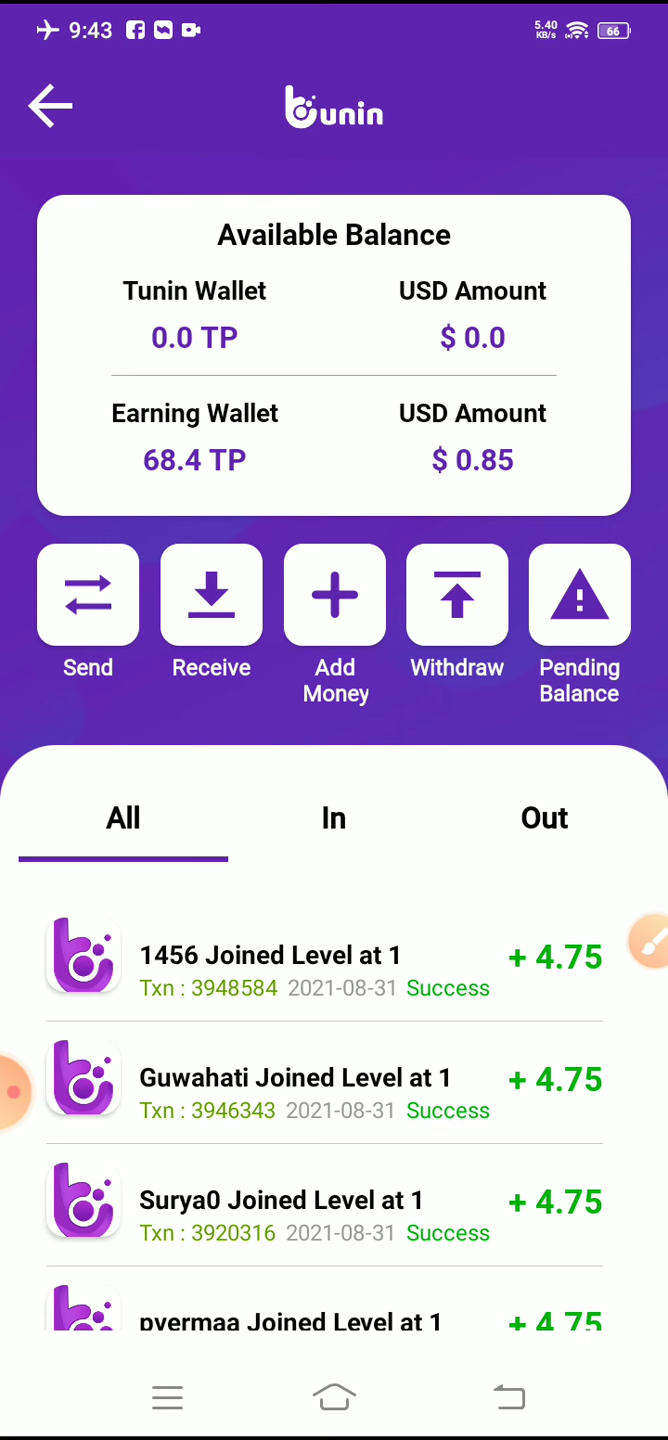 9:43
5.40
KB/s
66
tunin
Available Balance
Tunin Wallet USD Amount
0.0 TP $ 0.0
Earning Wallet USD Amount
68.4 TP $ 0.85
Send Receive Add Money Withdraw Pending Balance
All In Out
1456 Joined Level at 1 + 4.75
Txn : 3948584 2021-08-31 Success
Guwahati Joined Level at 1 + 4.75
Txn : 3946343 2021-08-31 Success
Surya0 Joined Level at 1 + 4.75
Txn : 3920316 2021-08-31 Success
pvermaa Joined Level at 1 + 4.75